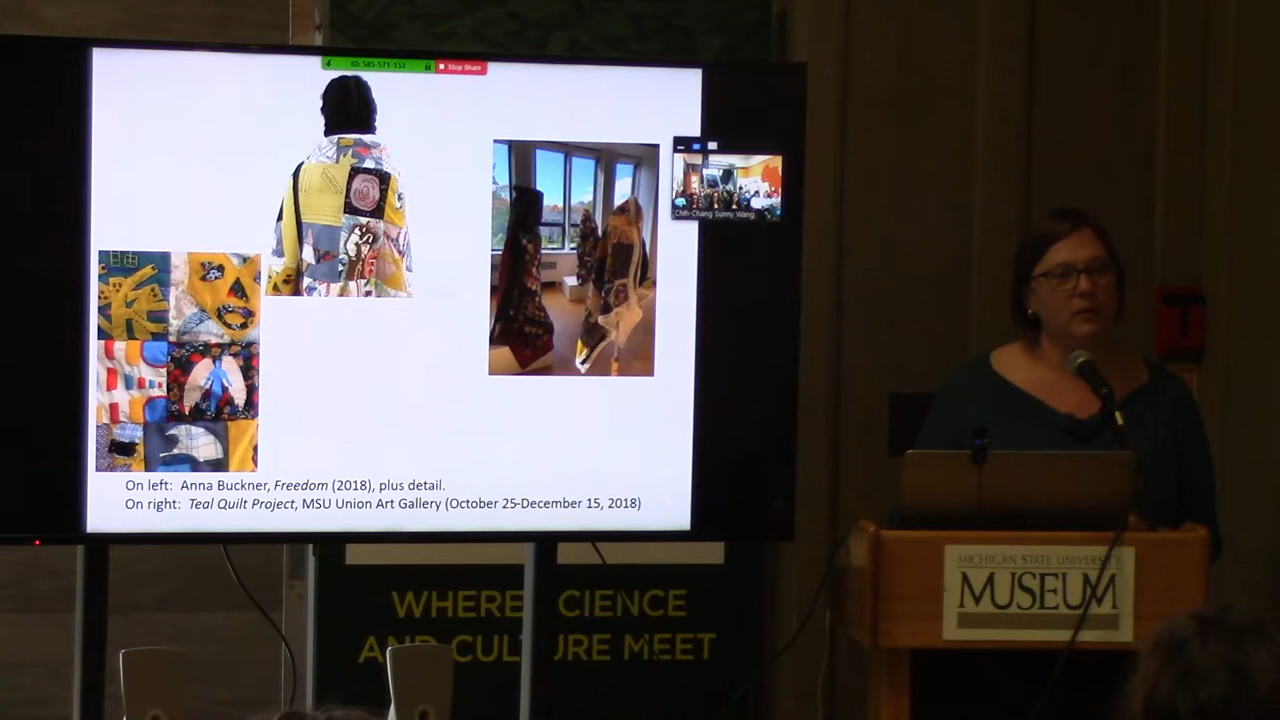 ID: 585-571-153
Stop Share
Chih-Chang Sunny Wang
On left: Anna Buckner, Freedom (2018), plus detail.
On right: Teal Quilt Project, MSU Union Art Gallery (October 25-December 15, 2018)
WHERE CIENCE
AND CULTURE MEET
MICHIGAN STATE UNIVERSITY
MUSEUM